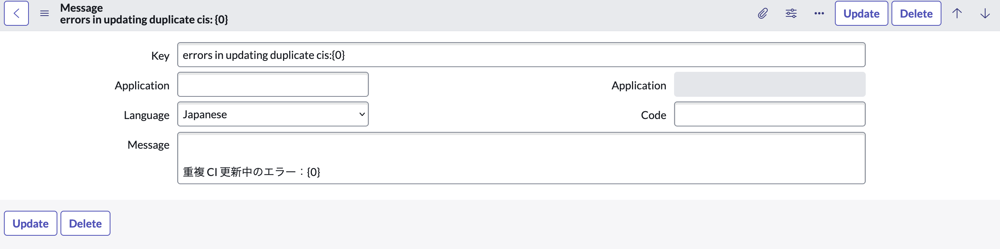 Message
errors in updating duplicate cis: {0}
Update
Delete
Key
errors in updating duplicate cis:{0}
Application
Application
Language
Japanese
Code
Message
重複 CI 更新中のエラー：{0}
Update
Delete